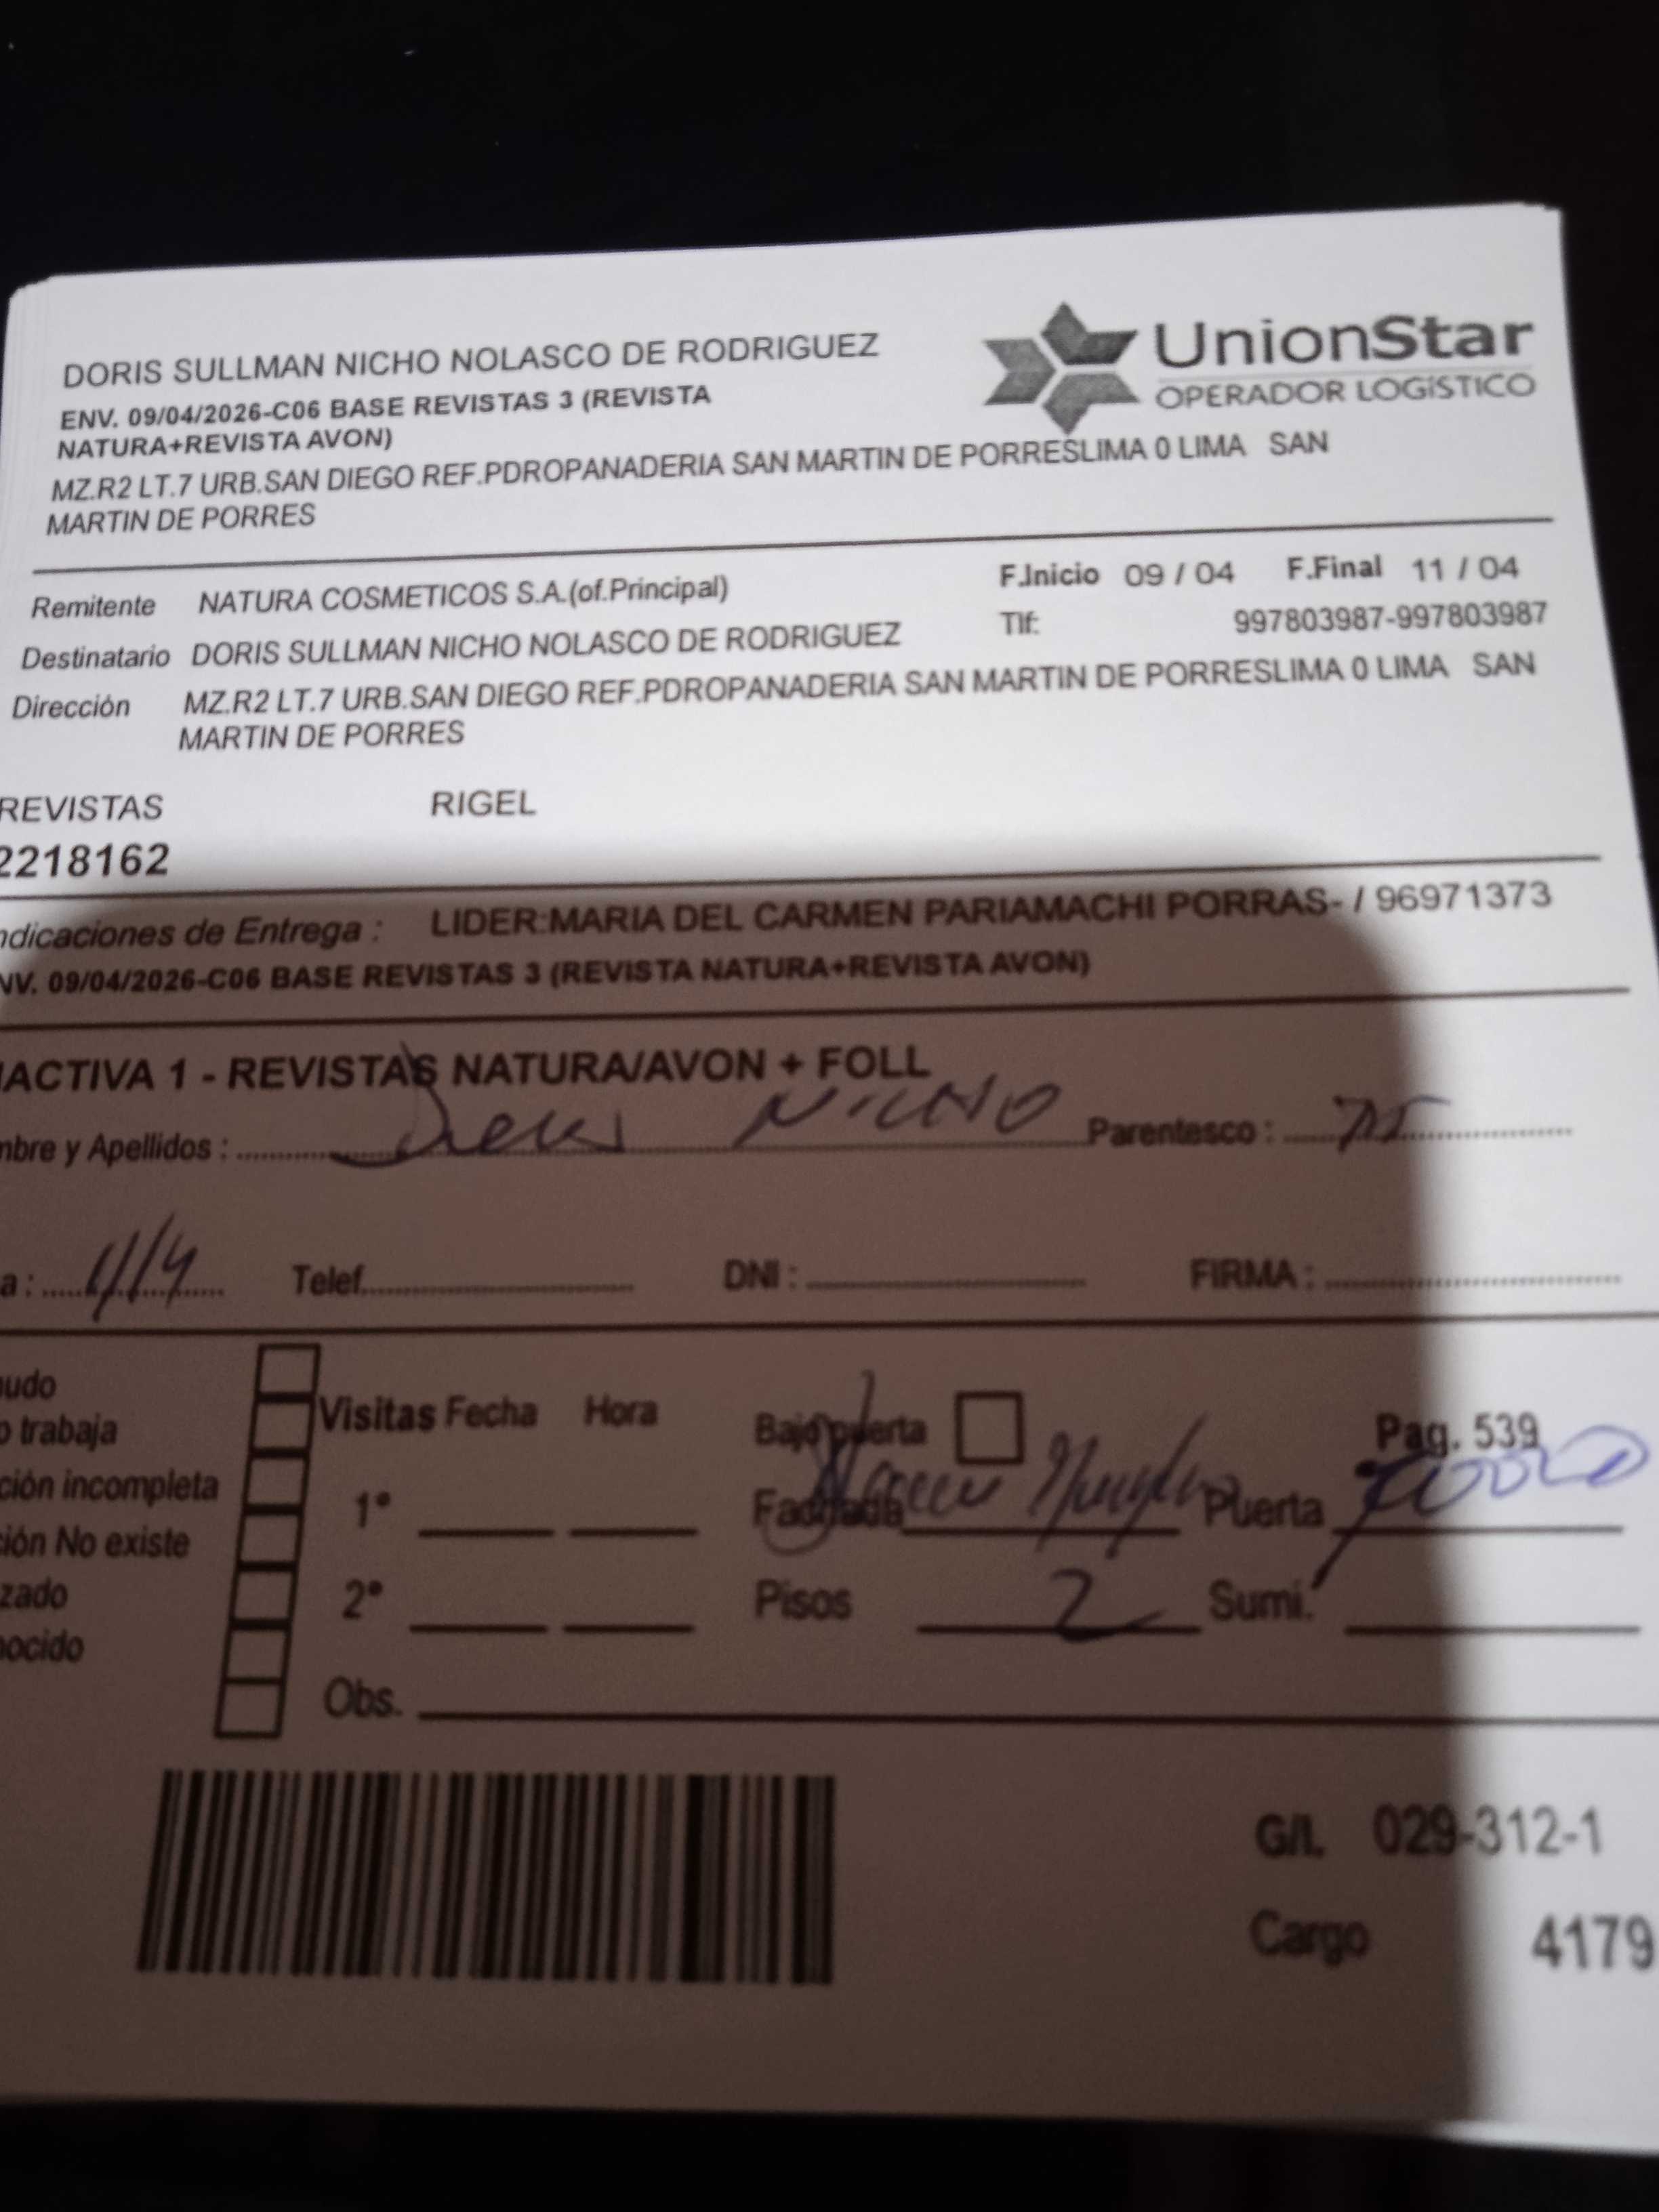 DORIS SULLMAN NICHO NOLASCO DE RODRIGUEZ
UnionStar
OPERADOR LOGÍSTICO
ENV. 09/04/2026-C06 BASE REVISTAS 3 (REVISTA
NATURA+REVISTA AVON)
MZ.R2 LT.7 URB.SAN DIEGO REF.PDROPANADERIA SAN MARTIN DE PORRESLIMA 0 LIMA SAN
MARTIN DE PORRES
Remitente NATURA COSMETICOS S.A.(of.Principal) F.Inicio 09 / 04 F.Final 11 / 04
Destinatario DORIS SULLMAN NICHO NOLASCO DE RODRIGUEZ Tlf: 997803987-997803987
Dirección MZ.R2 LT.7 URB.SAN DIEGO REF.PDROPANADERIA SAN MARTIN DE PORRESLIMA 0 LIMA SAN
MARTIN DE PORRES
REVISTAS RIGEL
2218162
ndicaciones de Entrega : LIDER:MARIA DEL CARMEN PARIAMACHI PORRAS- / 96971373
NV. 09/04/2026-C06 BASE REVISTAS 3 (REVISTA NATURA+REVISTA AVON)
ACTIVA 1 - REVISTAS NATURA/AVON + FOLL
mbre y Apellidos : NICHO Parentesco :
a : Telef. DNI : FIRMA :
udo
o trabaja
ción incompleta
ción No existe
zado
nocido
Visitas Fecha Hora
1°
2°
Obs.
Bajo puerta Pag. 539
Fachada Puerta
Pisos 2 Sumi.
G/I. 029-312-1
Cargo 4179